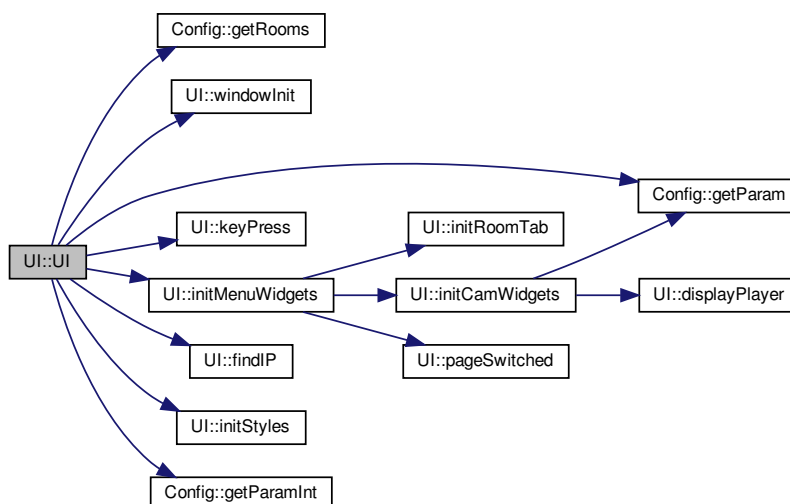 Config::getRooms
UI::windowInit
Config::getParam
UI::keyPress
UI::initRoomTab
UI::UI
UI::initMenuWidgets
UI::initCamWidgets
UI::displayPlayer
UI::findIP
UI::pageSwitched
UI::initStyles
Config::getParamInt